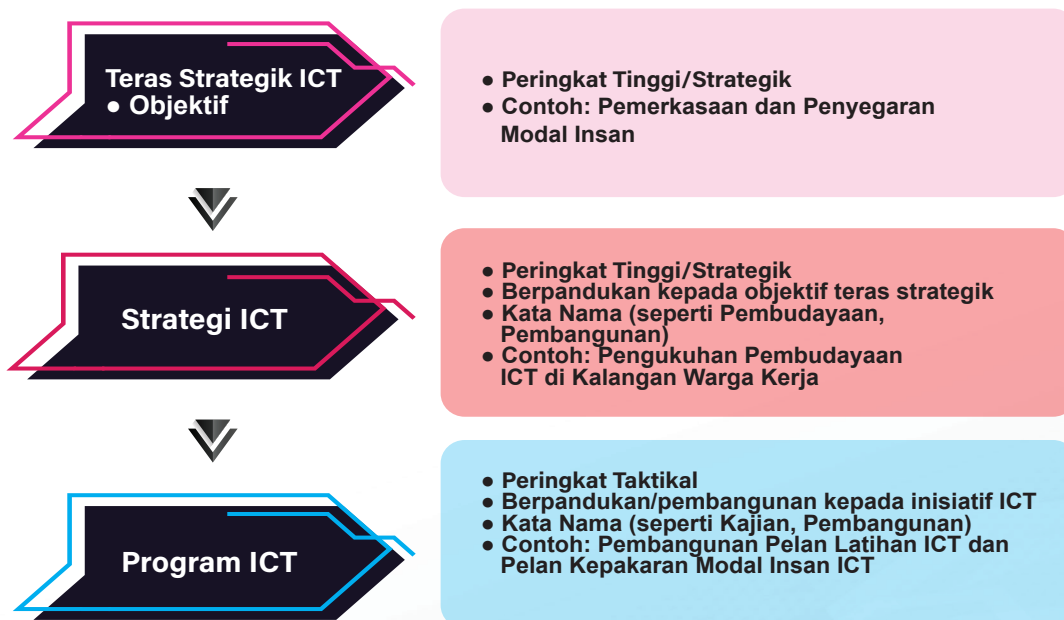 Teras Strategik ICT
● Objektif
● Peringkat Tinggi/Strategik
● Contoh: Pemerkasaan dan Penyegaran
Modal Insan
Strategi ICT
● Peringkat Tinggi/Strategik
● Berpandukan kepada objektif teras strategik
● Kata Nama (seperti Pembudayaan,
Pembangunan)
● Contoh: Pengukuhan Pembudayaan
ICT di Kalangan Warga Kerja
Program ICT
● Peringkat Taktikal
● Berpandukan/pembangunan kepada inisiatif ICT
● Kata Nama (seperti Kajian, Pembangunan)
● Contoh: Pembangunan Pelan Latihan ICT dan
Pelan Kepakaran Modal Insan ICT